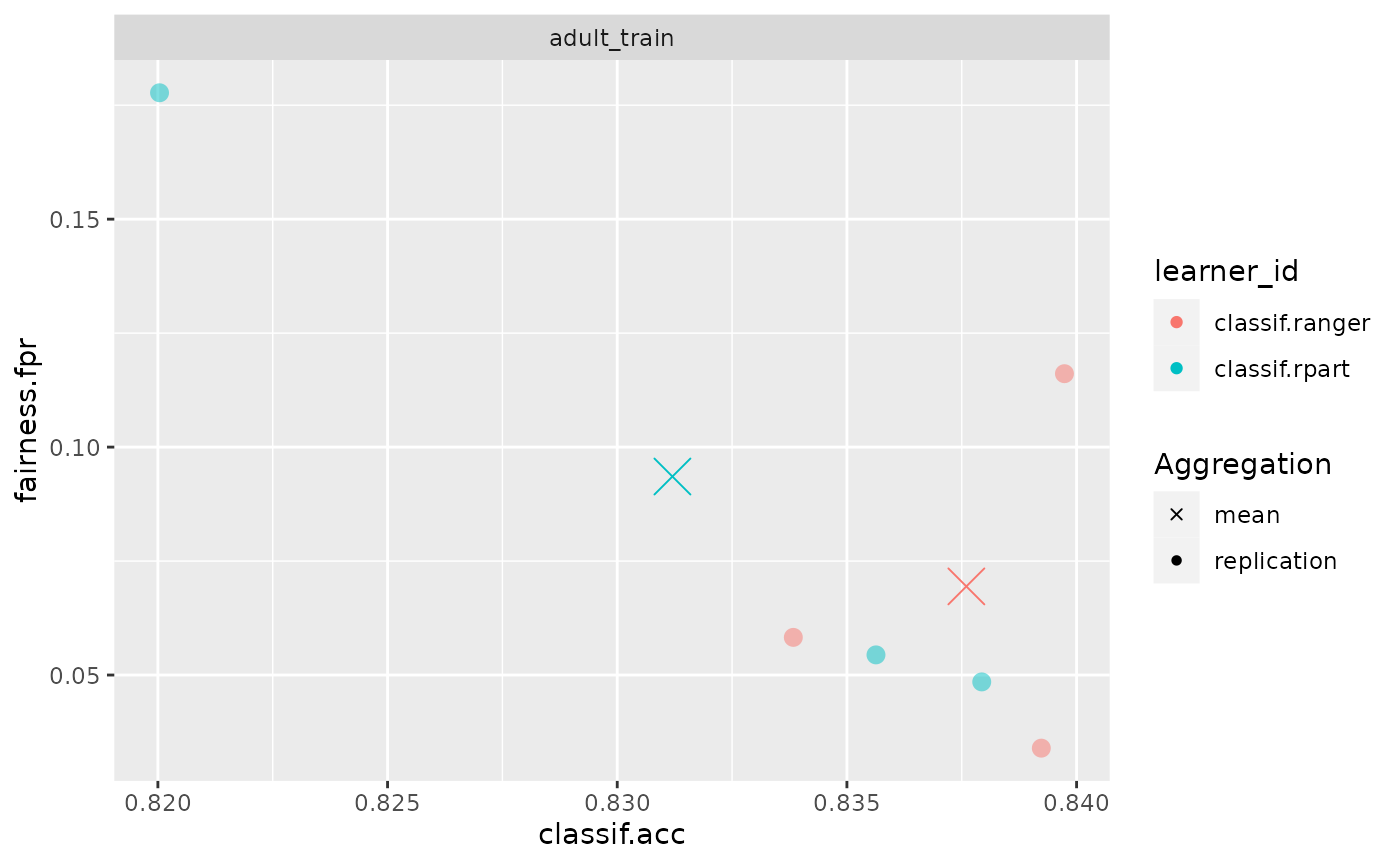 adult_train
0.15
0.10
0.05
fairness.fpr
0.820 0.825 0.830 0.835 0.840
classif.acc
learner_id
classif.ranger
classif.rpart
Aggregation
mean
replication